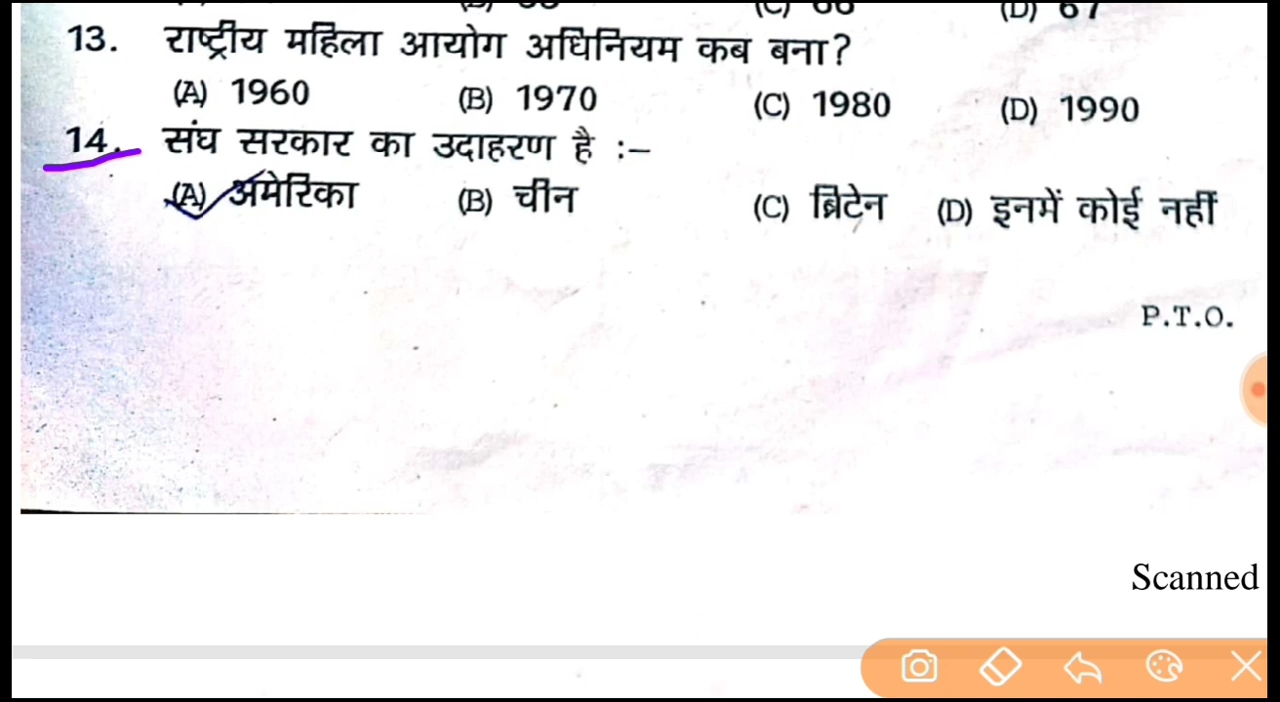 13. राष्ट्रीय महिला आयोग अधिनियम कब बना?
(A) 1960 (B) 1970 (C) 1980 (D) 1990
14. संघ सरकार का उदाहरण है :–
(A) अमेरिका (B) चीन (C) ब्रिटेन (D) इनमें कोई नहीं
P.T.O.
Scanned